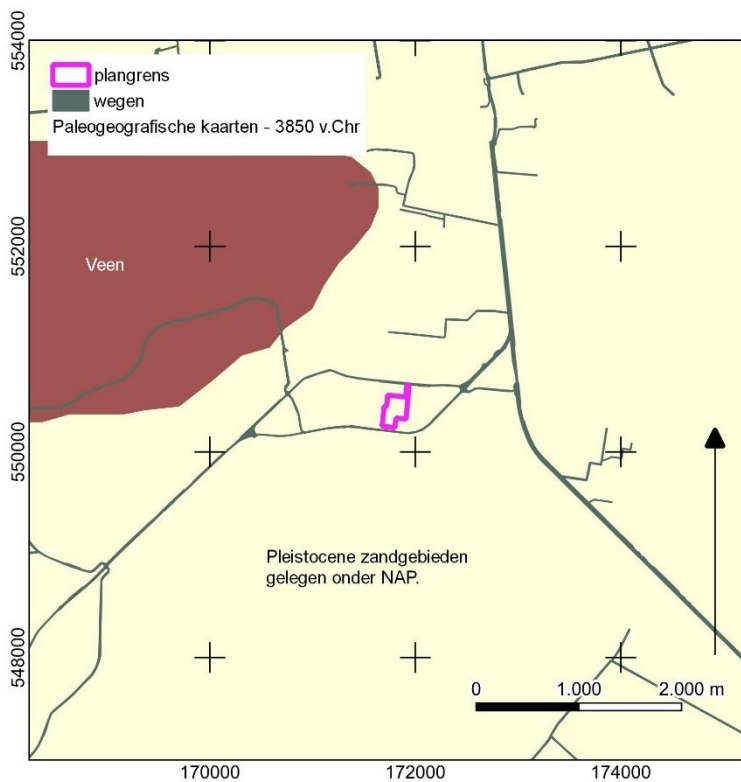 554000
plangrens
wegen
Paleogeografische kaarten - 3850 v.Chr
552000
Veen
550000
Pleistocene zandgebieden
gelegen onder NAP.
548000
0 1.000 2.000 m
170000 172000 174000